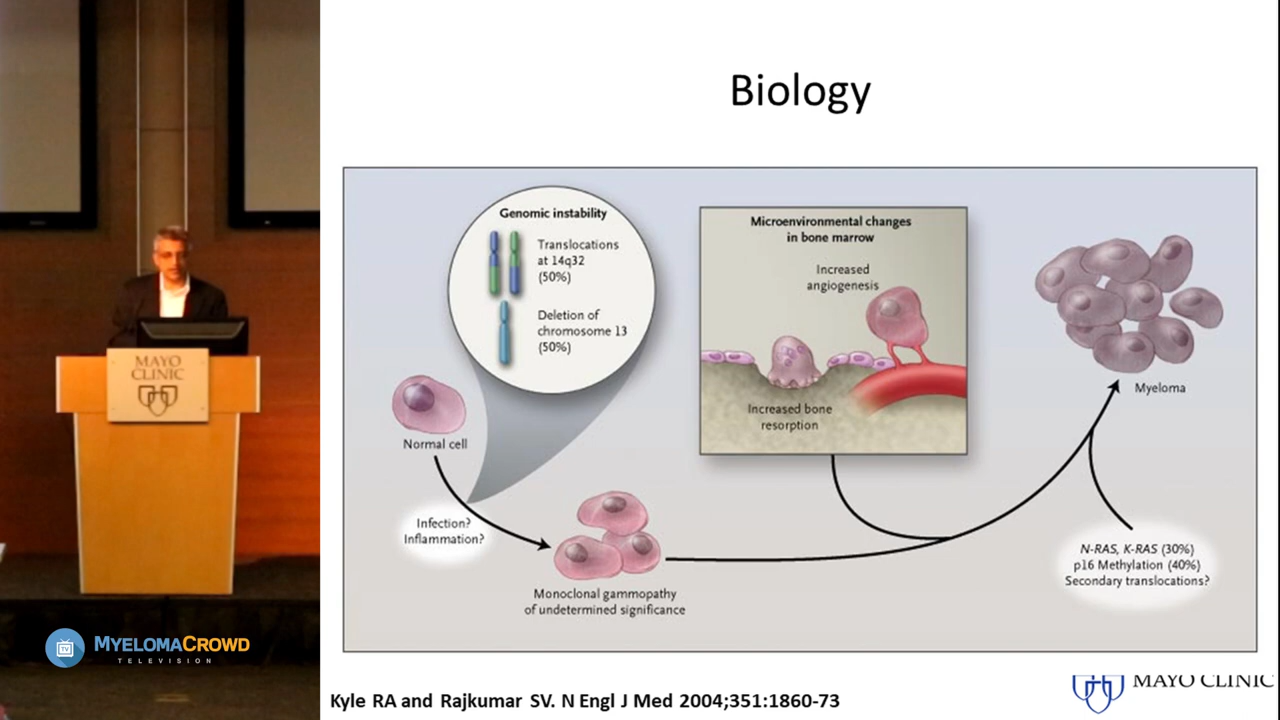 Biology
Genomic instability
Translocations
at 14q32
(50%)
Deletion of
chromosome 13
(50%)
Microenvironmental changes
in bone marrow
Increased
angiogenesis
Increased bone
resorption
Normal cell
Infection?
Inflammation?
Monoclonal gammopathy
of undetermined significance
Myeloma
N-RAS, K-RAS (30%)
p16 Methylation (40%)
Secondary translocations?
MAYO
CLINIC
TV
MYELOMACROWD
TELEVISION
Kyle RA and Rajkumar SV. N Engl J Med 2004;351:1860-73
MAYO CLINIC